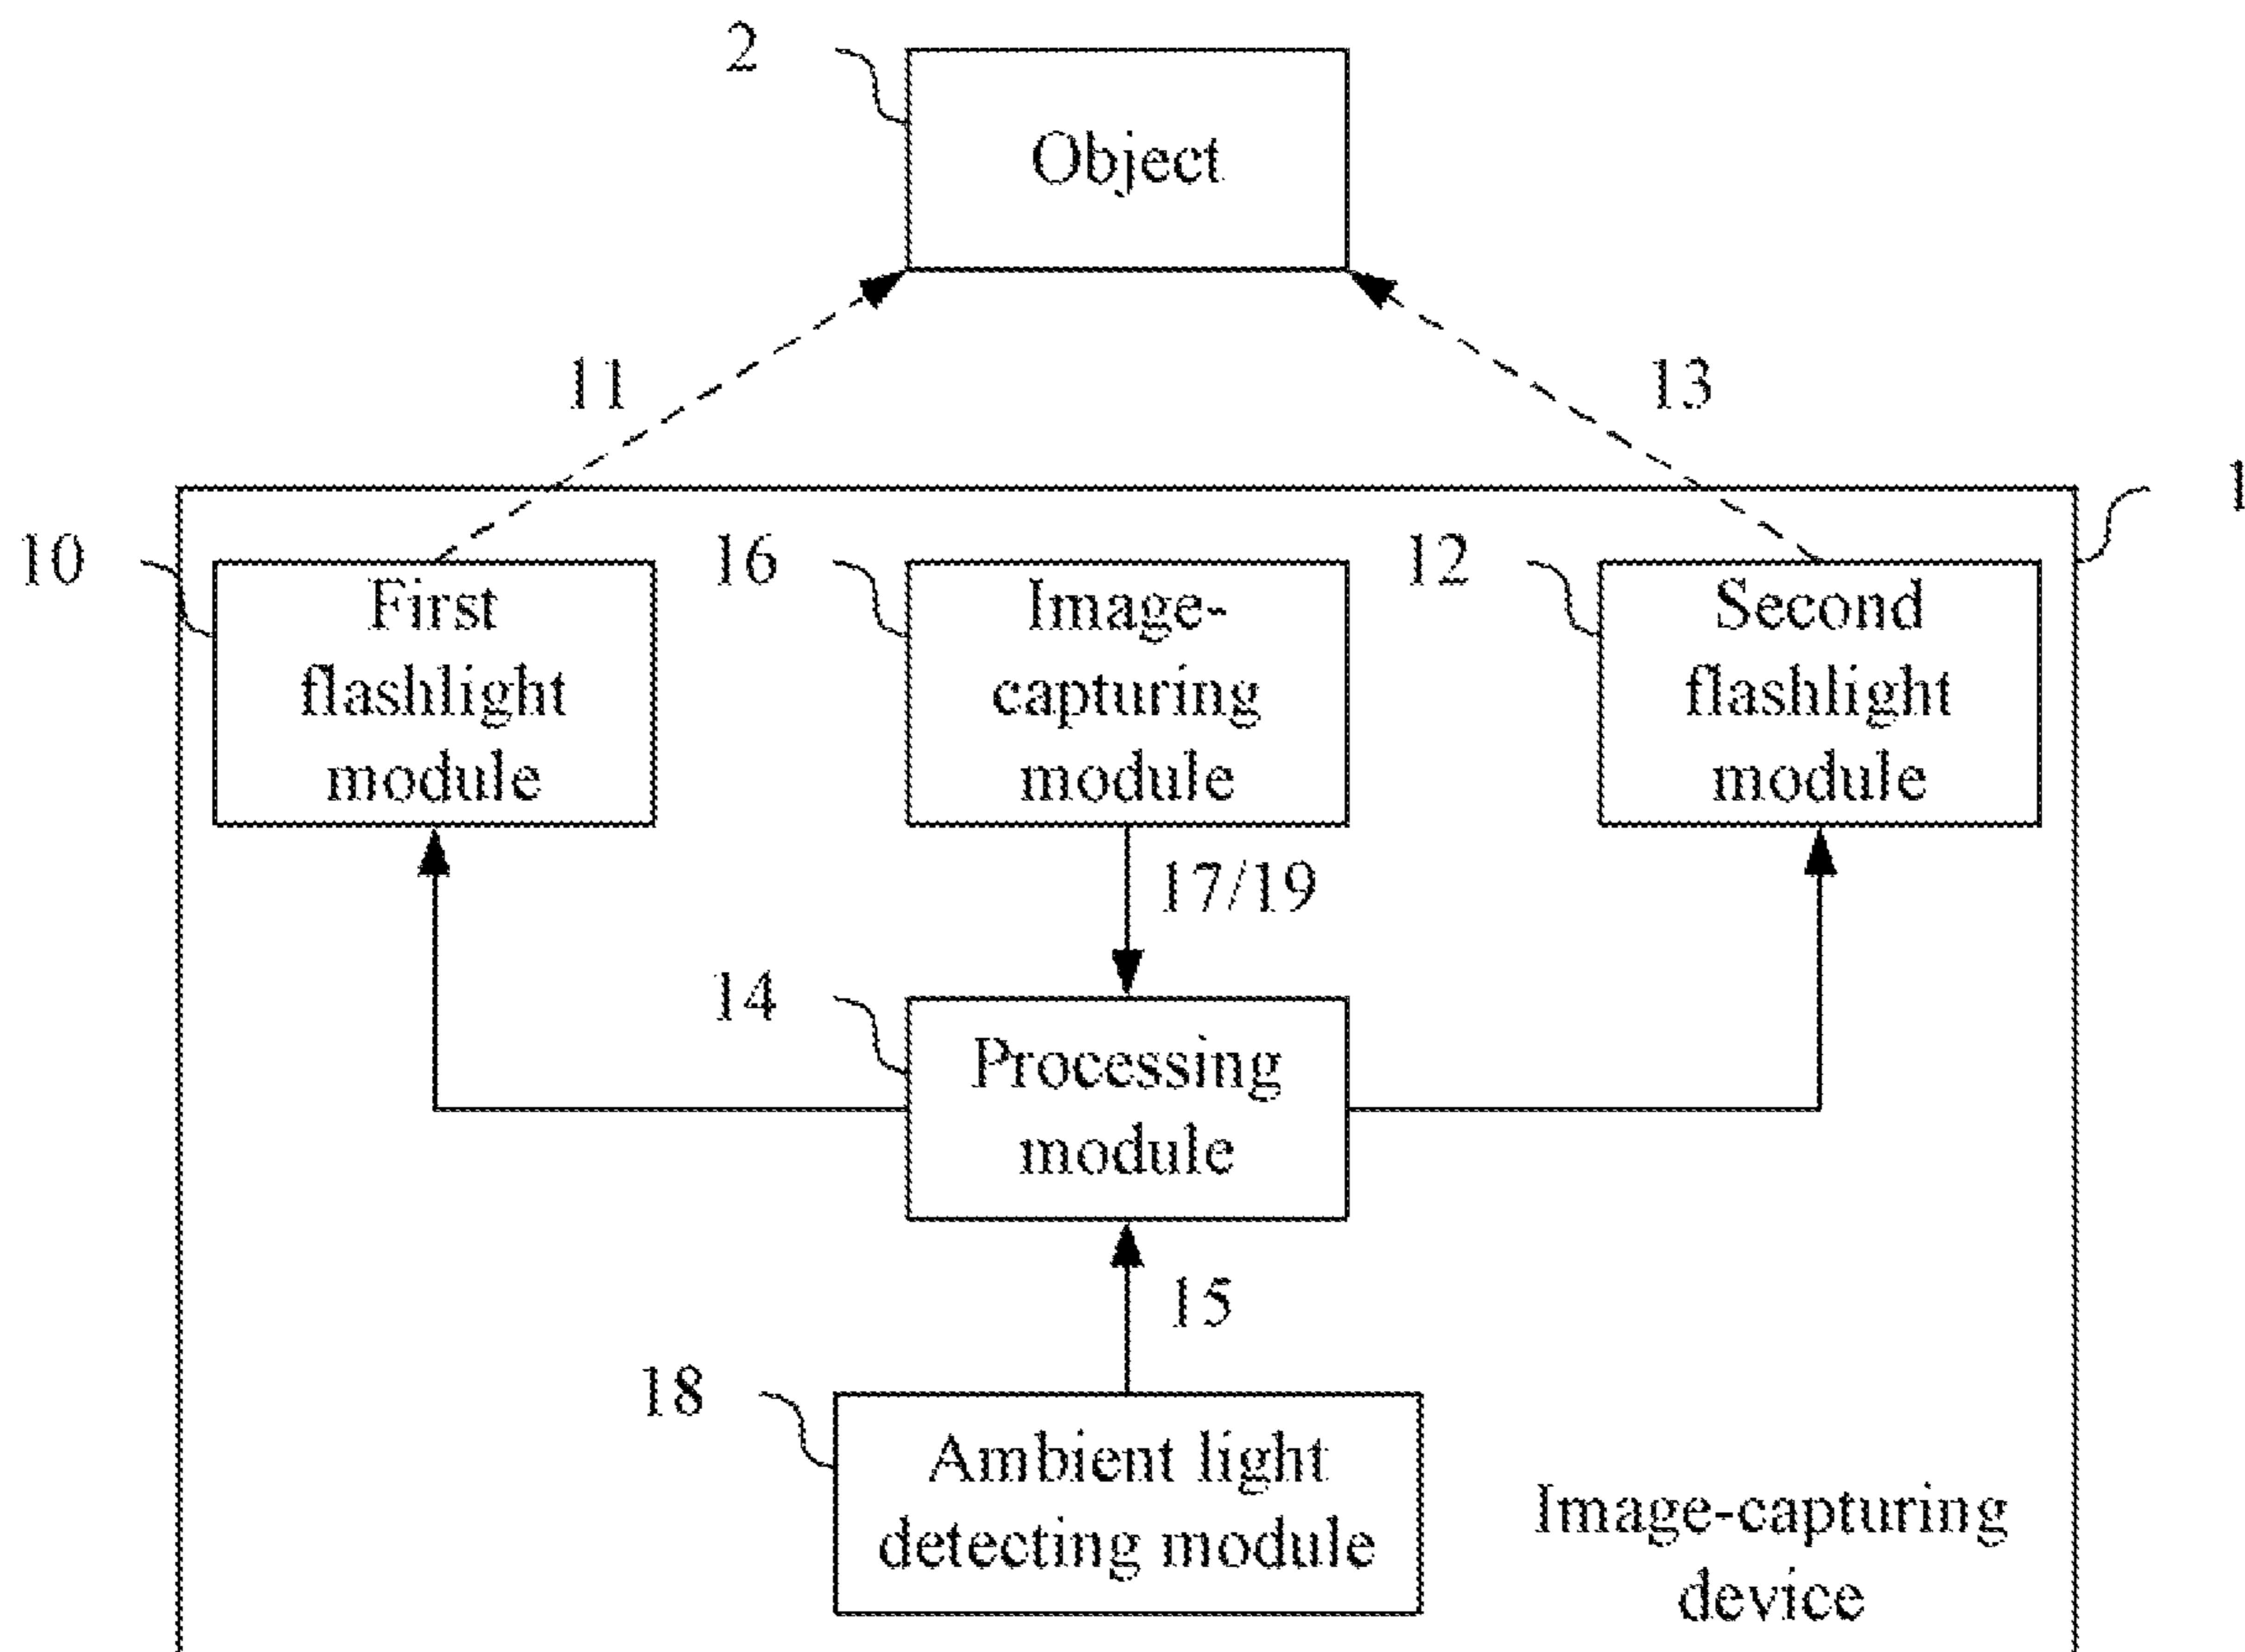 2
Object
11
13
1
10
First
flashlight
module
16
Image-
capturing
module
12
Second
flashlight
module
17/19
14
Processing
module
15
18
Ambient light
detecting module
Image-capturing
device